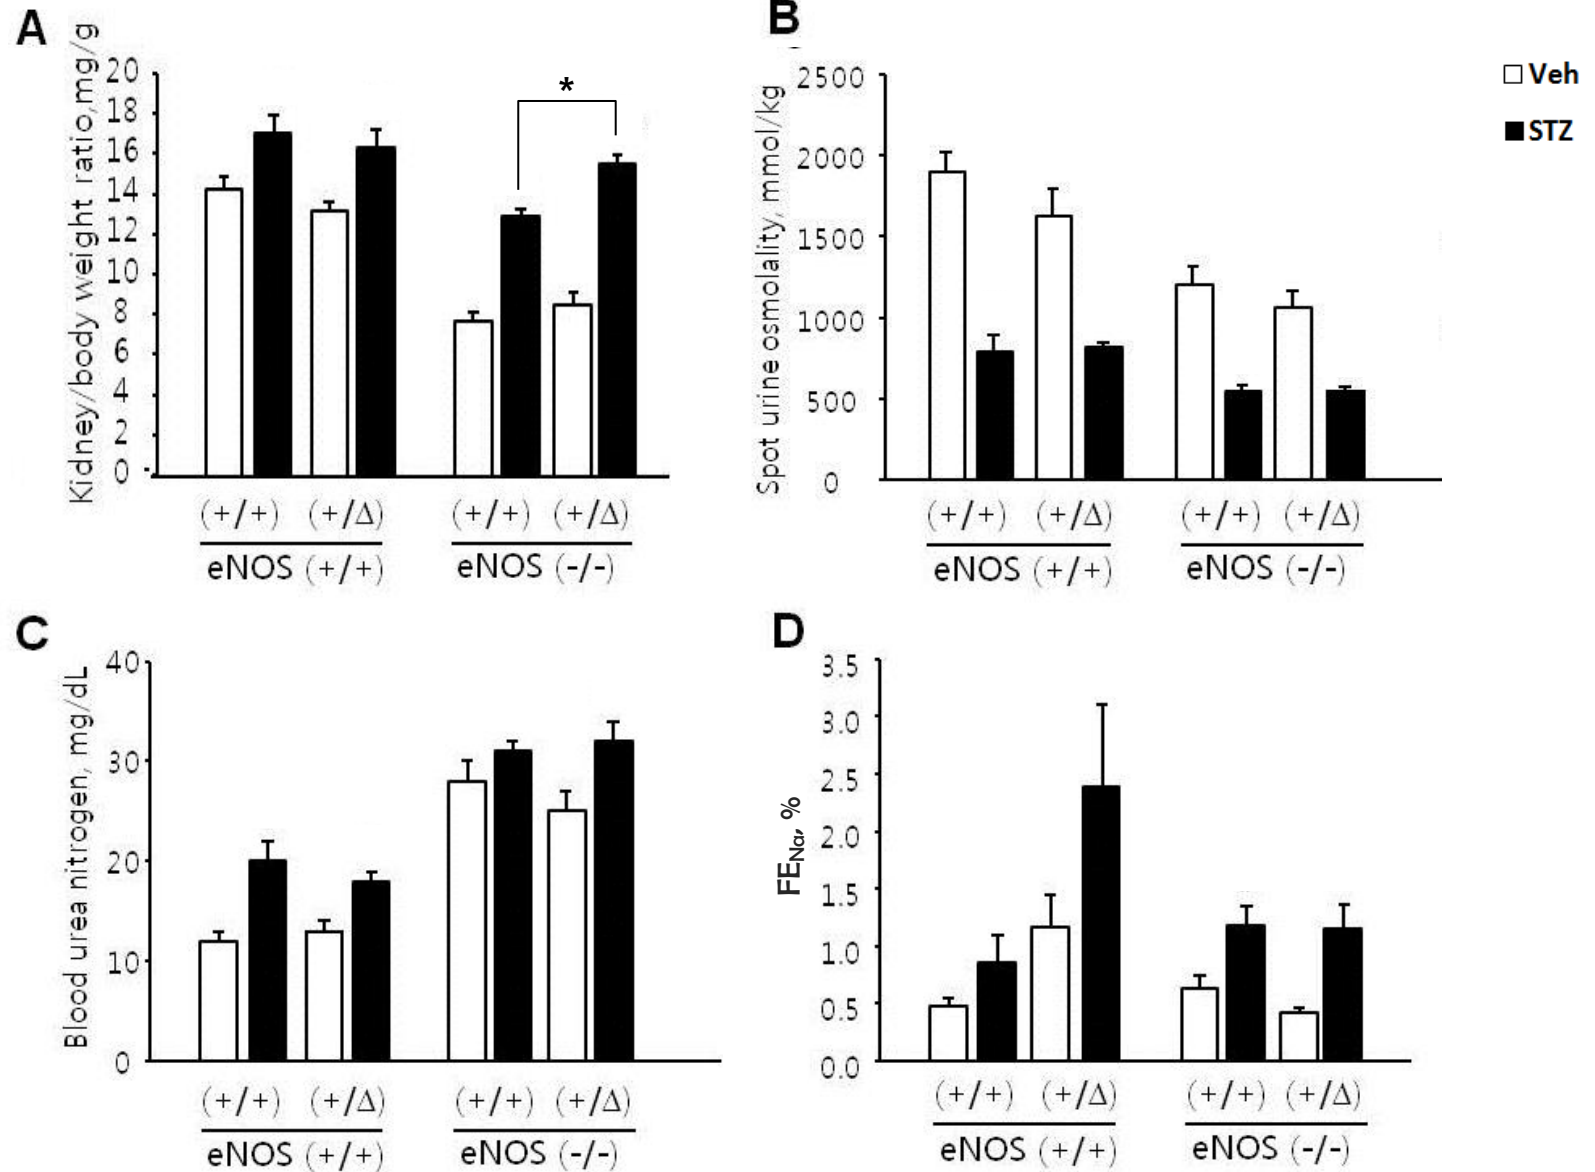 A
Kidney/body weight ratio,mg/g
20
18
16
14
12
10
8
6
4
2
0
*
(+/+) (+/Δ) (+/+) (+/Δ)
eNOS (+/+) eNOS (-/-)
B
Spot urine osmolality, mmol/kg
2500
2000
1500
1000
500
0
(+/+) (+/Δ) (+/+) (+/Δ)
eNOS (+/+) eNOS (-/-)
Veh
STZ
C
Blood urea nitrogen, mg/dL
40
30
20
10
0
(+/+) (+/Δ) (+/+) (+/Δ)
eNOS (+/+) eNOS (-/-)
D
FENa, %
3.5
3.0
2.5
2.0
1.5
1.0
0.5
0.0
(+/+) (+/Δ) (+/+) (+/Δ)
eNOS (+/+) eNOS (-/-)